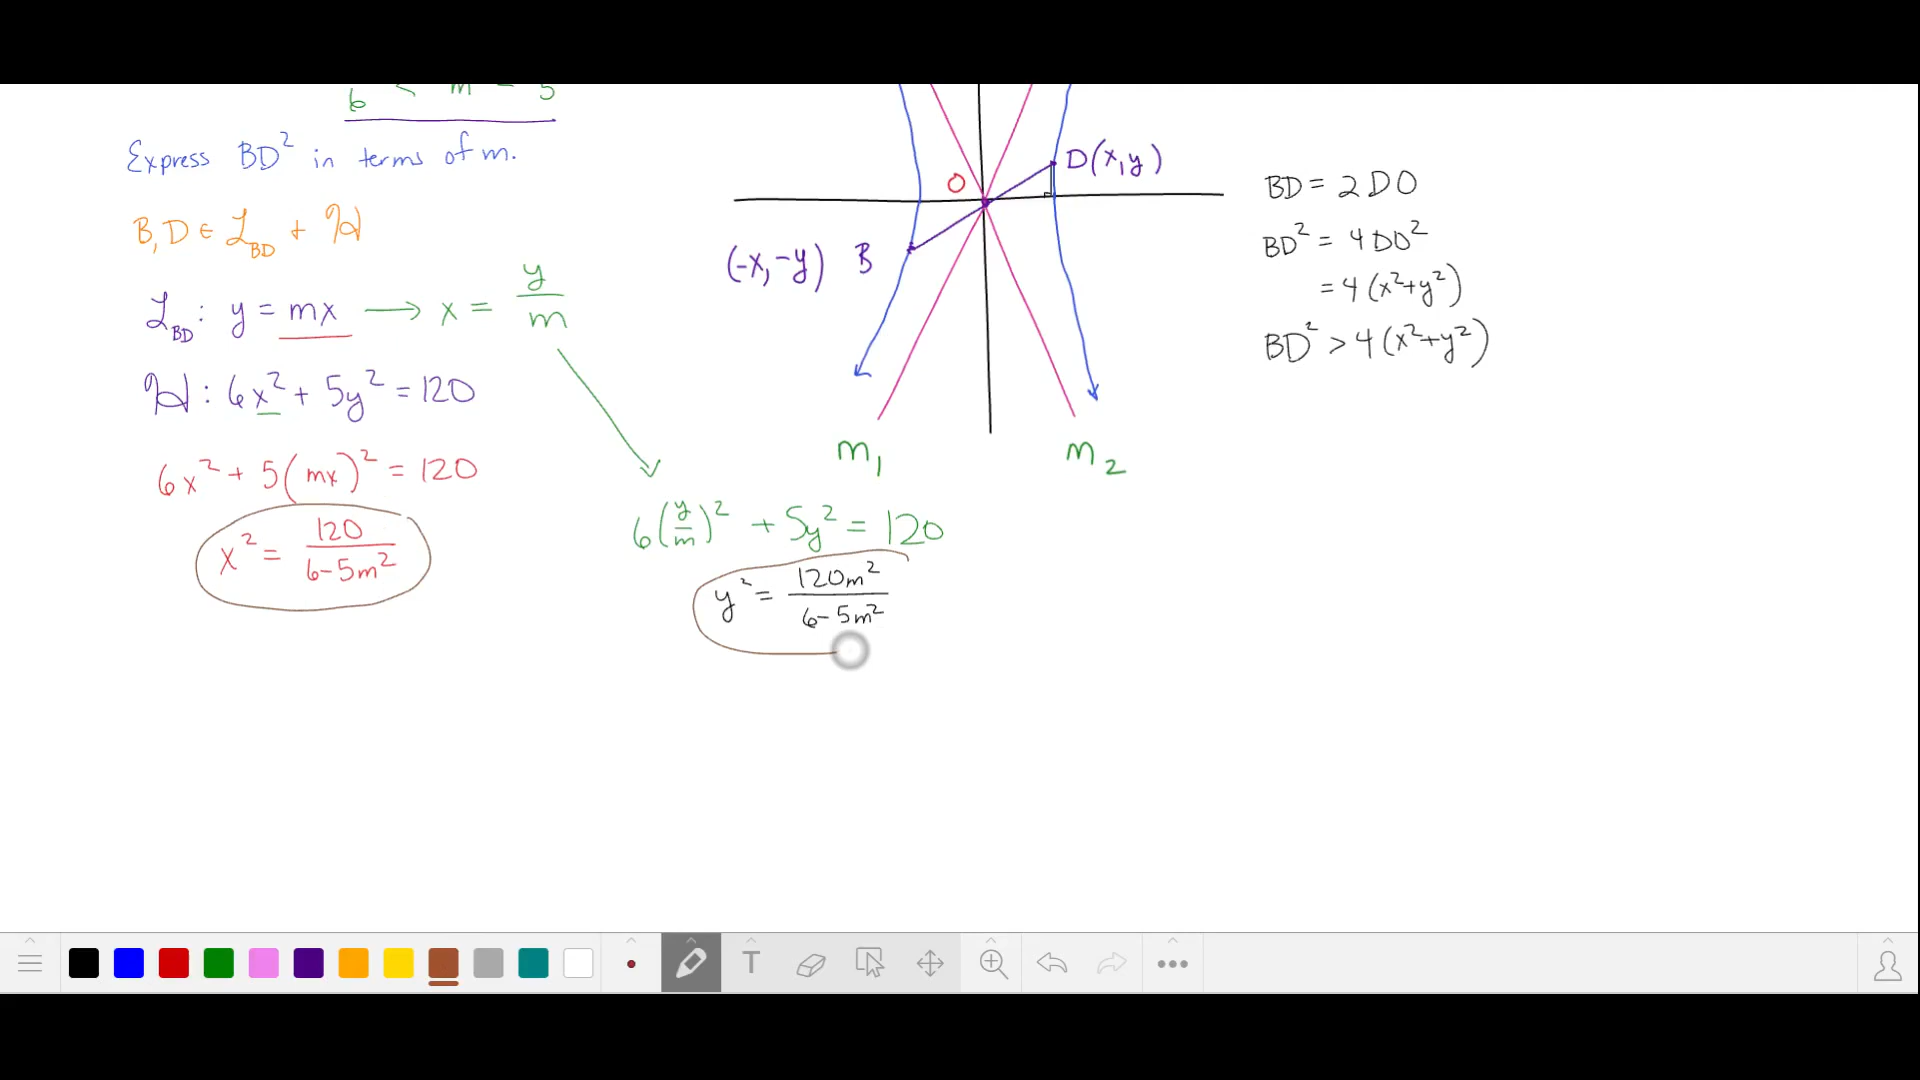 6 < m - 5
Express BD² in terms of m.
B, D ∈ ℒ_BD + ℋ
ℒ_BD: y = mx → x = y/m
ℋ: 6x² + 5y² = 120
6x² + 5(mx)² = 120
x² = 120/(6-5m²)
O
D(x,y)
(-x,-y) B
m₁
m₂
6(y/m)² + 5y² = 120
y² = 120m²/(6-5m²)
BD = 2DO
BD² = 4DO²
= 4(x²+y²)
BD² > 4(x²+y²)
T